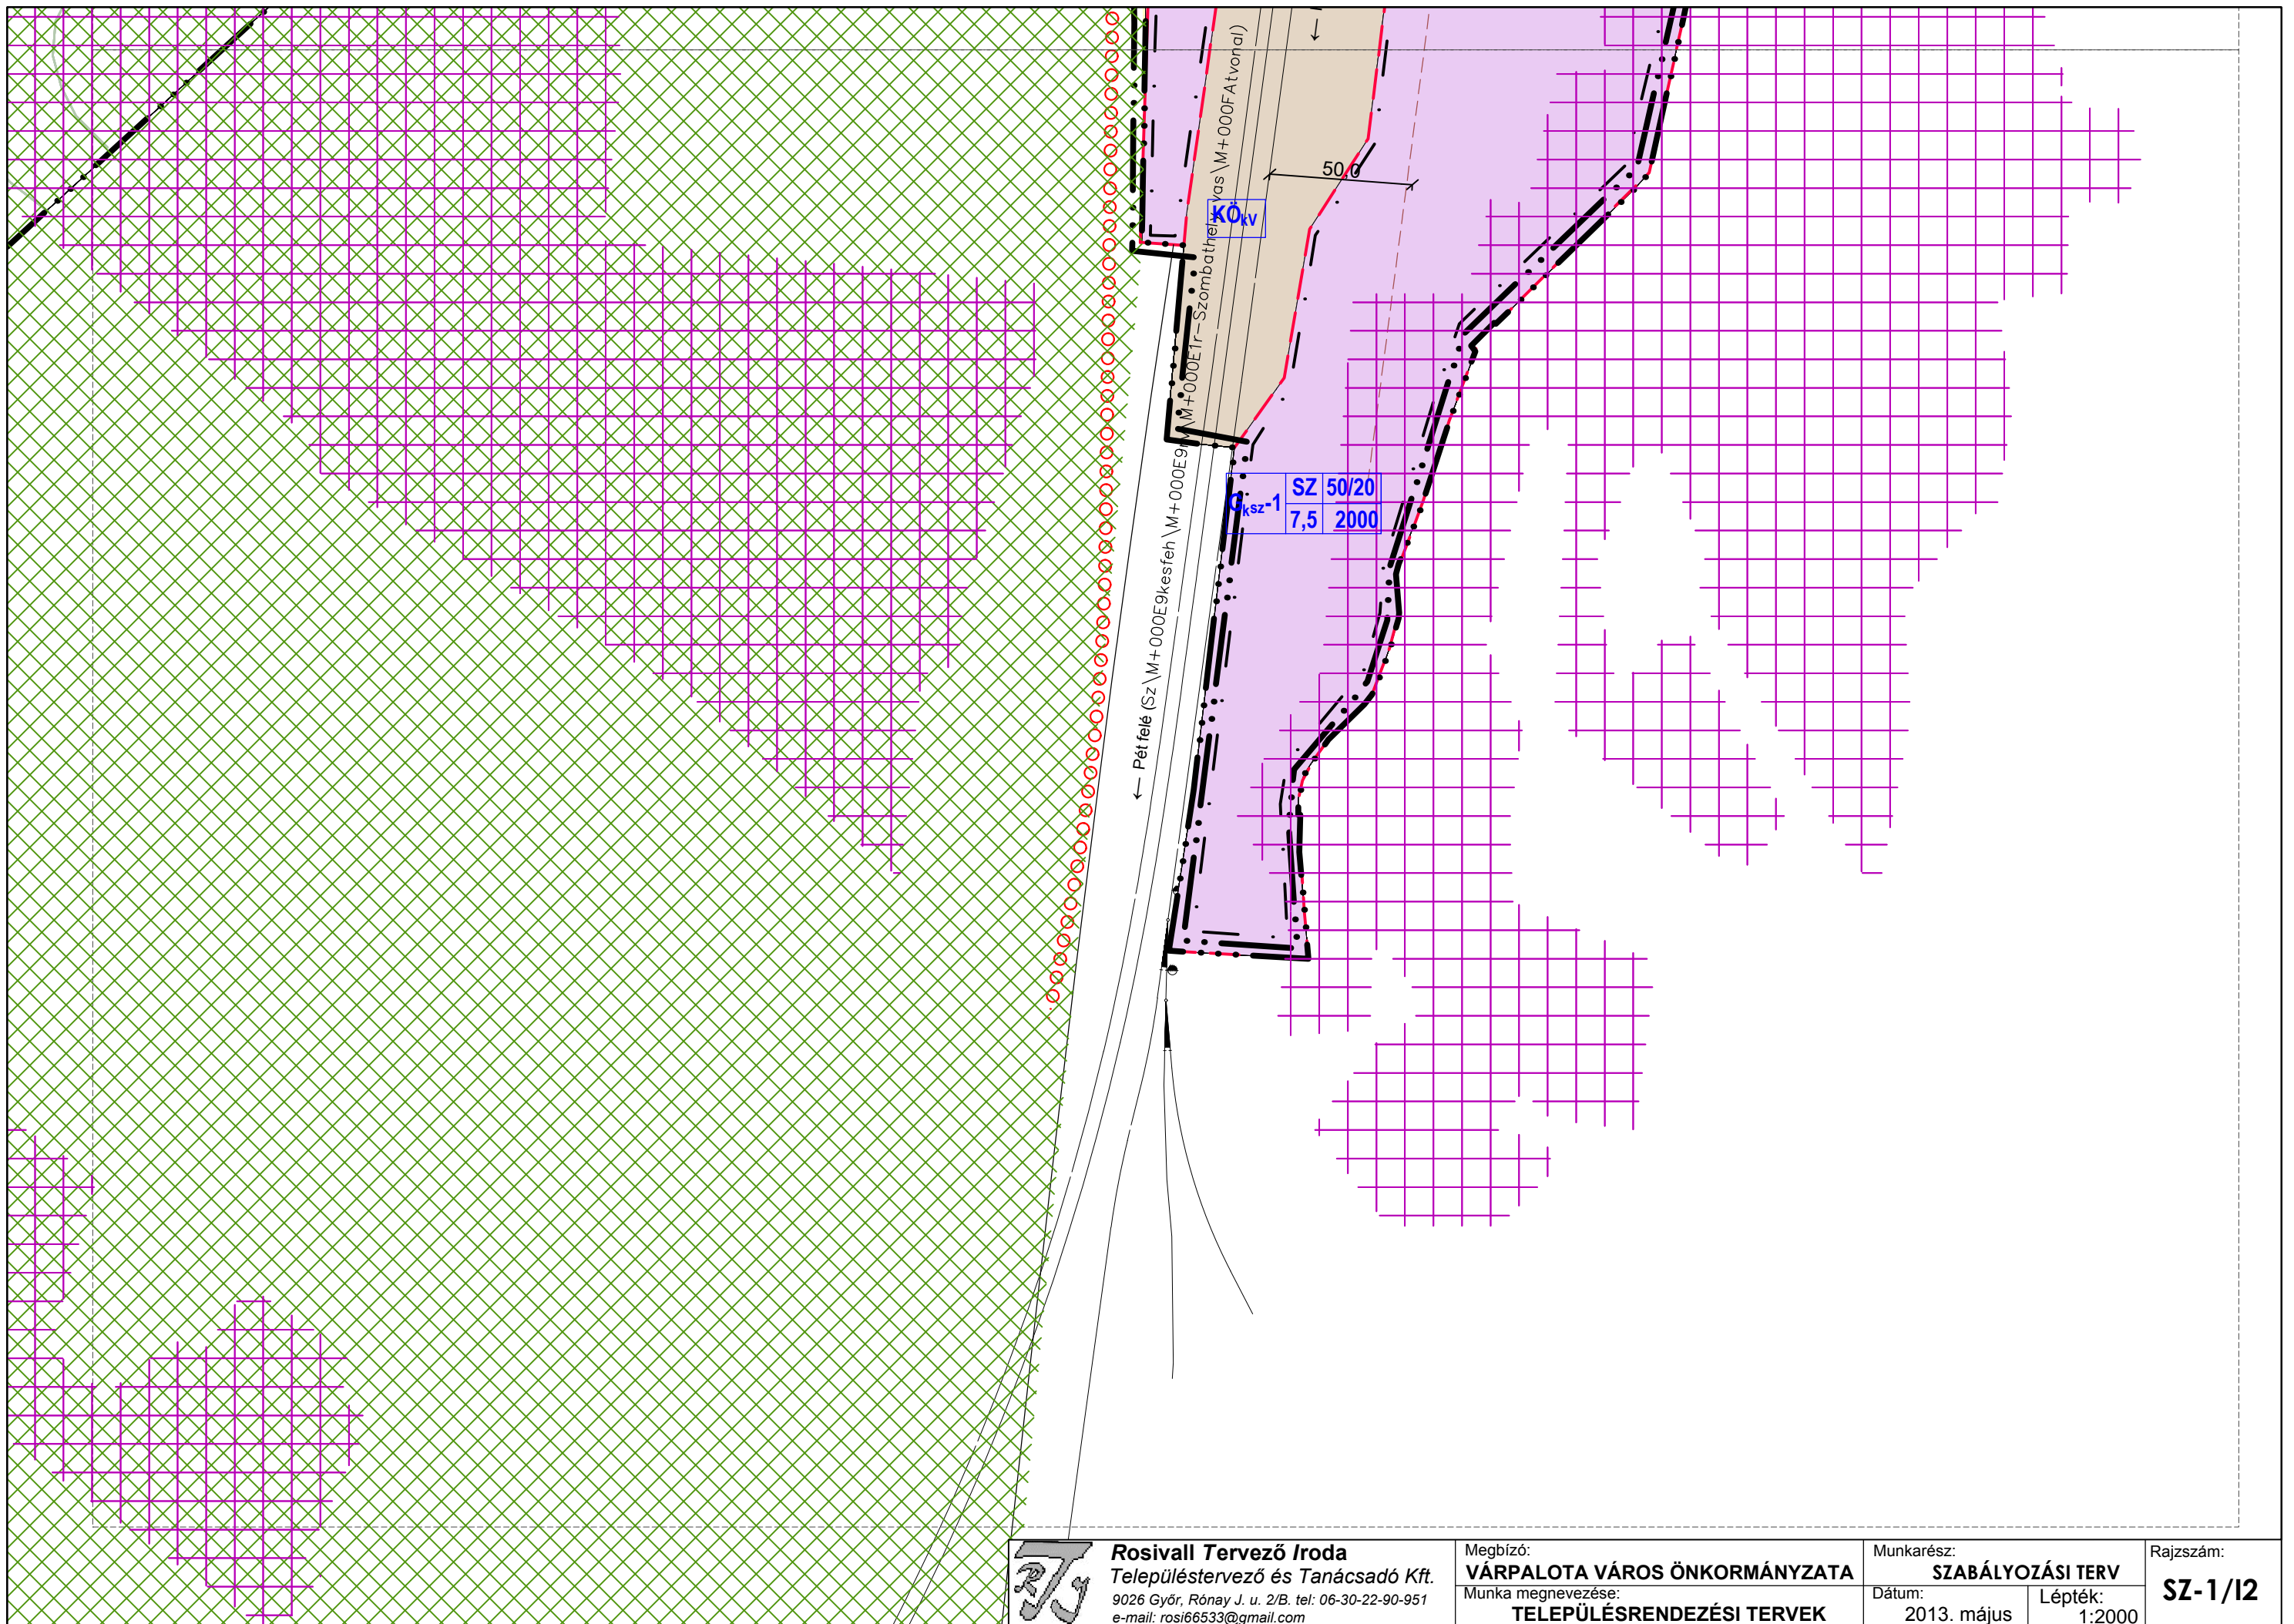 50,0
KÖkV
← Pét felé (Sz\M+000E9kesfeh\M+000E9rv\M+000E1r-Szombathely vas\M+000FAtvonal)
Gksz-1 SZ 50/20
7,5 2000
Rosivall Tervező Iroda
Településtervező és Tanácsadó Kft.
9026 Győr, Rónay J. u. 2/B. tel: 06-30-22-90-951
e-mail: rosi66533@gmail.com
Megbízó:
VÁRPALOTA VÁROS ÖNKORMÁNYZATA
Munka megnevezése:
TELEPÜLÉSRENDEZÉSI TERVEK
Munkarész:
SZABÁLYOZÁSI TERV
Dátum:
2013. május
Lépték:
1:2000
Rajzszám:
SZ-1/I2